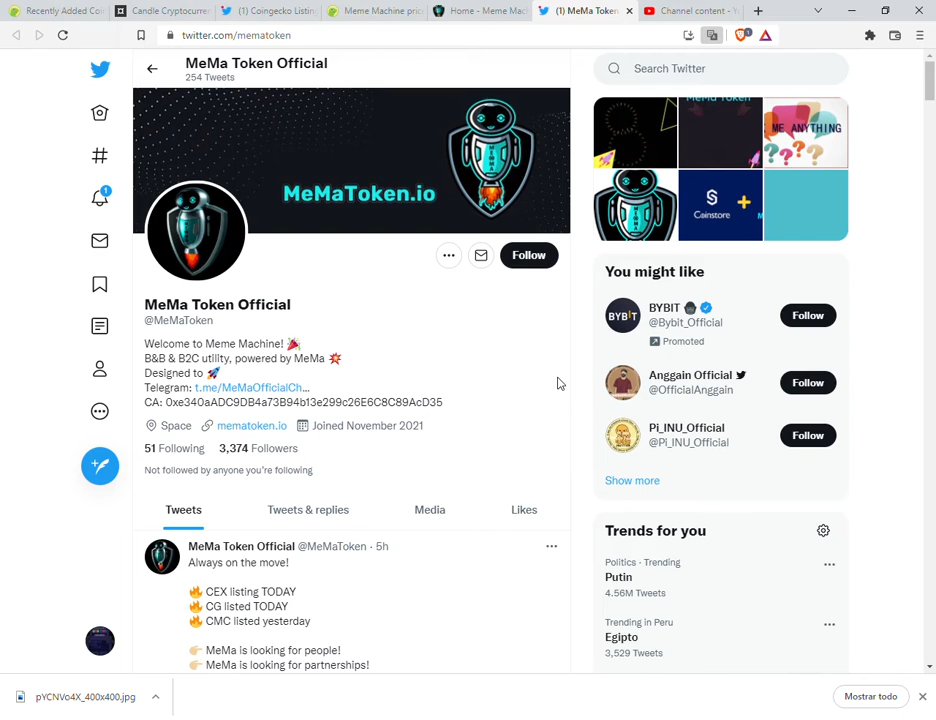 Recently Added Coi
Candle Cryptocurren
(1) Coingecko Listin
Meme Machine pric
Home - Meme Mac
(1) MeMa Token
Channel content - Y
twitter.com/mematoken
1
MeMa Token Official
254 Tweets
Search Twitter
MeMaToken.io
MeMa Token
ME ANYTHING
Coinstore
Follow
MeMa Token Official
@MeMaToken
Welcome to Meme Machine! 🎉
B&B & B2C utility, powered by MeMa 💥
Designed to 🚀
Telegram: t.me/MeMaOfficialCh...
CA: 0xe340aADC9DB4a73B94b13e299c26E6C8C89AcD35
Space mematoken.io Joined November 2021
51 Following 3,374 Followers
Not followed by anyone you're following
Tweets Tweets & replies Media Likes
MeMa Token Official @MeMaToken · 5h
Always on the move!
🔥 CEX listing TODAY
🔥 CG listed TODAY
🔥 CMC listed yesterday
👉 MeMa is looking for people!
👉 MeMa is looking for partnerships!
You might like
BYBIT
BYBIT
@Bybit_Official
Promoted
Follow
Anggain Official
@OfficialAnggain
Follow
Pi_INU_Official
@Pi_INU_Official
Follow
Show more
Trends for you
Politics · Trending
Putin
4.56M Tweets
Trending in Peru
Egipto
3,529 Tweets
pYCNVo4X_400x400.jpg
Mostrar todo